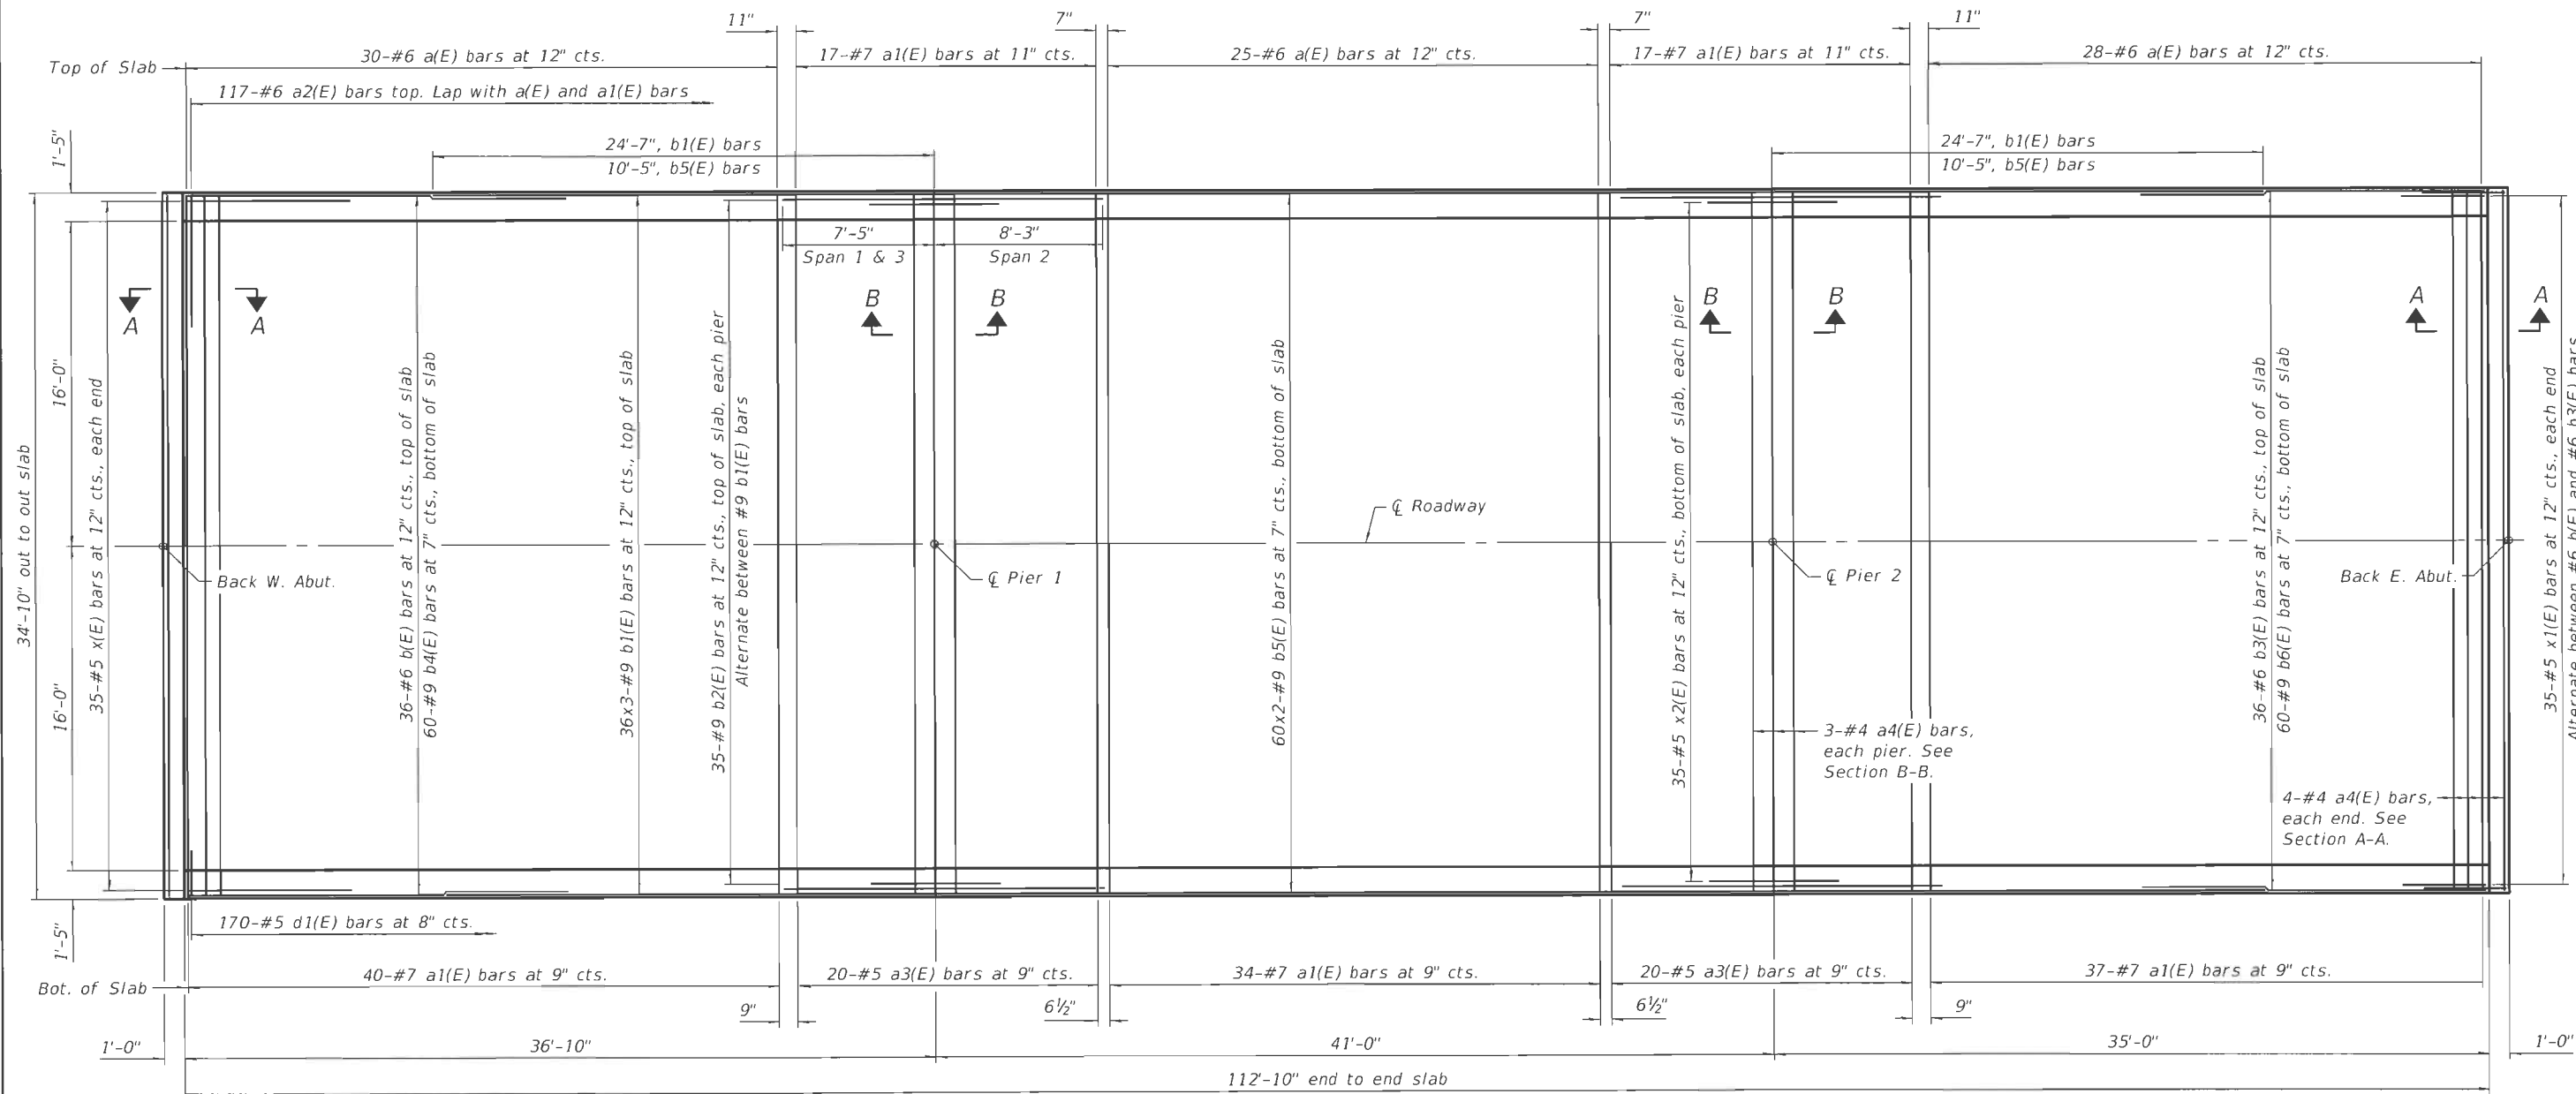 11"
7"
7"
11"
30-#6 a(E) bars at 12" cts.
17-#7 a1(E) bars at 11" cts.
25-#6 a(E) bars at 12" cts.
17-#7 a1(E) bars at 11" cts.
28-#6 a(E) bars at 12" cts.
Top of Slab
117-#6 a2(E) bars top. Lap with a(E) and a1(E) bars
1'-5"
24'-7", b1(E) bars
10'-5", b5(E) bars
24'-7", b1(E) bars
10'-5", b5(E) bars
7'-5"
Span 1 & 3
8'-3"
Span 2
A
A
B
B
B
B
A
A
34'-10" out to out slab
16'-0"
16'-0"
35-#5 x(E) bars at 12" cts., each end
36-#6 b(E) bars at 12" cts., top of slab
60-#9 b4(E) bars at 7" cts., bottom of slab
36x3-#9 b1(E) bars at 12" cts., top of slab
35-#9 b2(E) bars at 12" cts., top of slab, each pier
Alternate between #9 b1(E) bars
60x2-#9 b5(E) bars at 7" cts., bottom of slab
35-#5 x2(E) bars at 12" cts., bottom of slab, each pier
36-#6 b3(E) bars at 12" cts., top of slab
60-#9 b6(E) bars at 7" cts., bottom of slab
35-#5 x1(E) bars at 12" cts., each end
Alternate between #6 b(E) and #6 b3(E) bars
℄ Roadway
Back W. Abut.
℄ Pier 1
℄ Pier 2
Back E. Abut.
3-#4 a4(E) bars,
each pier. See
Section B-B.
4-#4 a4(E) bars,
each end. See
Section A-A.
1'-5"
170-#5 d1(E) bars at 8" cts.
Bot. of Slab
40-#7 a1(E) bars at 9" cts.
20-#5 a3(E) bars at 9" cts.
34-#7 a1(E) bars at 9" cts.
20-#5 a3(E) bars at 9" cts.
37-#7 a1(E) bars at 9" cts.
9"
6½"
6½"
9"
1'-0"
36'-10"
41'-0"
35'-0"
1'-0"
112'-10" end to end slab